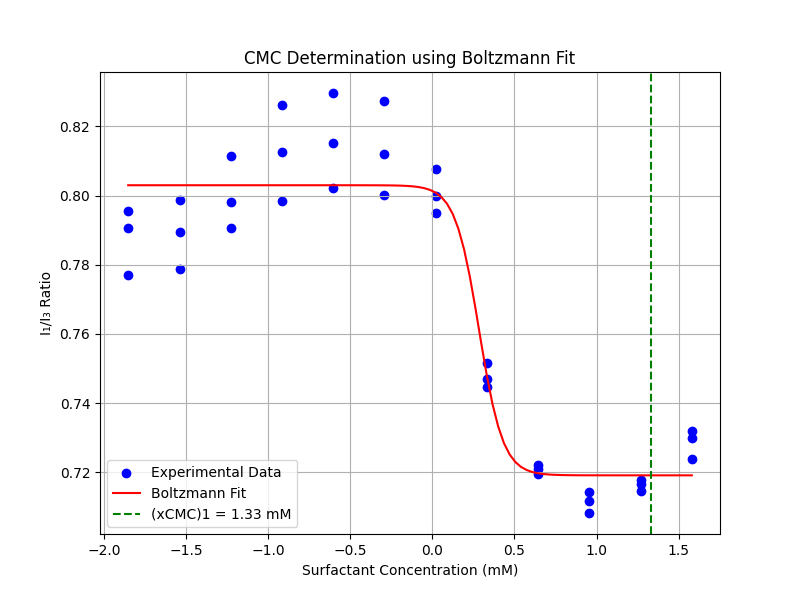 CMC Determination using Boltzmann Fit
I₁/I₃ Ratio
0.82
0.80
0.78
0.76
0.74
0.72
Experimental Data
Boltzmann Fit
(xCMC)1 = 1.33 mM
−2.0 −1.5 −1.0 −0.5 0.0 0.5 1.0 1.5
Surfactant Concentration (mM)